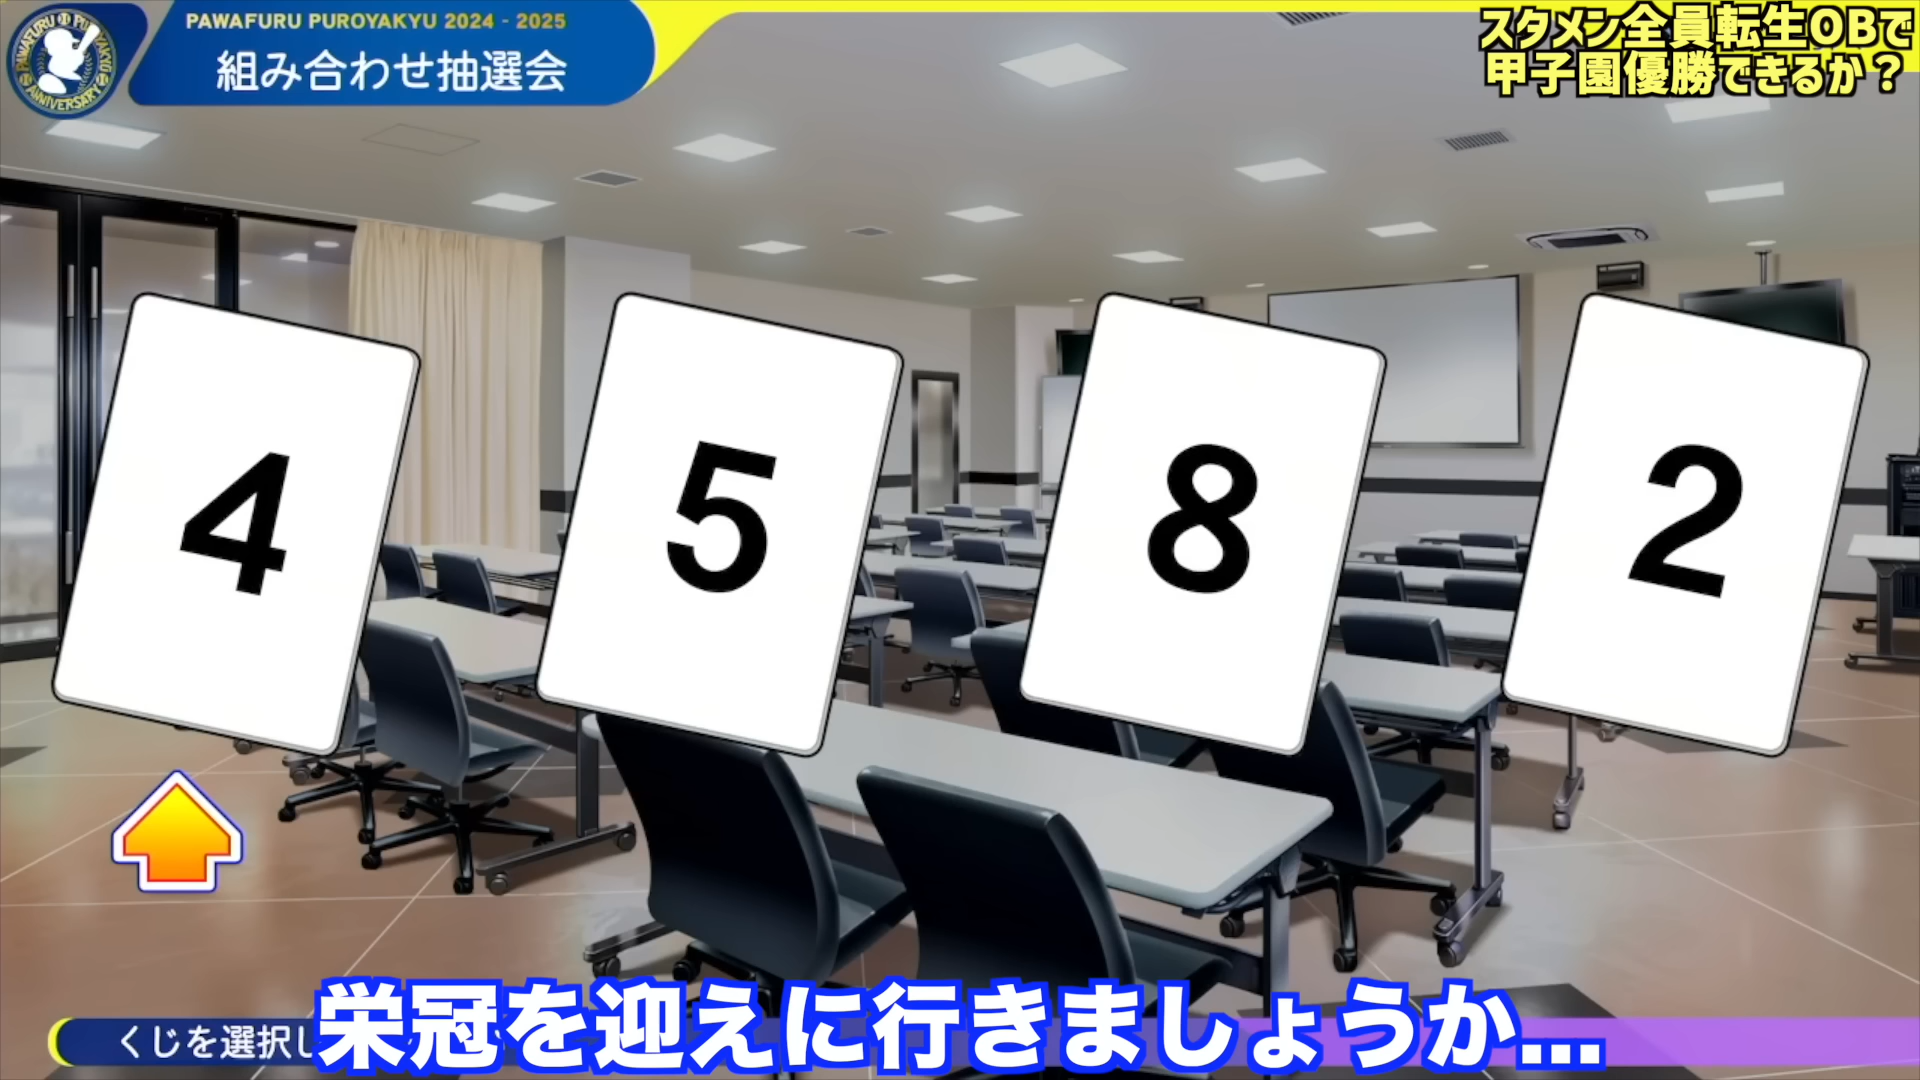 PAWAFURU PUROYAKYU 2024 - 2025
組み合わせ抽選会
スタメン全員転生OBで
甲子園優勝できるか？
4
5
8
2
くじを選択し
栄冠を迎えに行きましょうか...